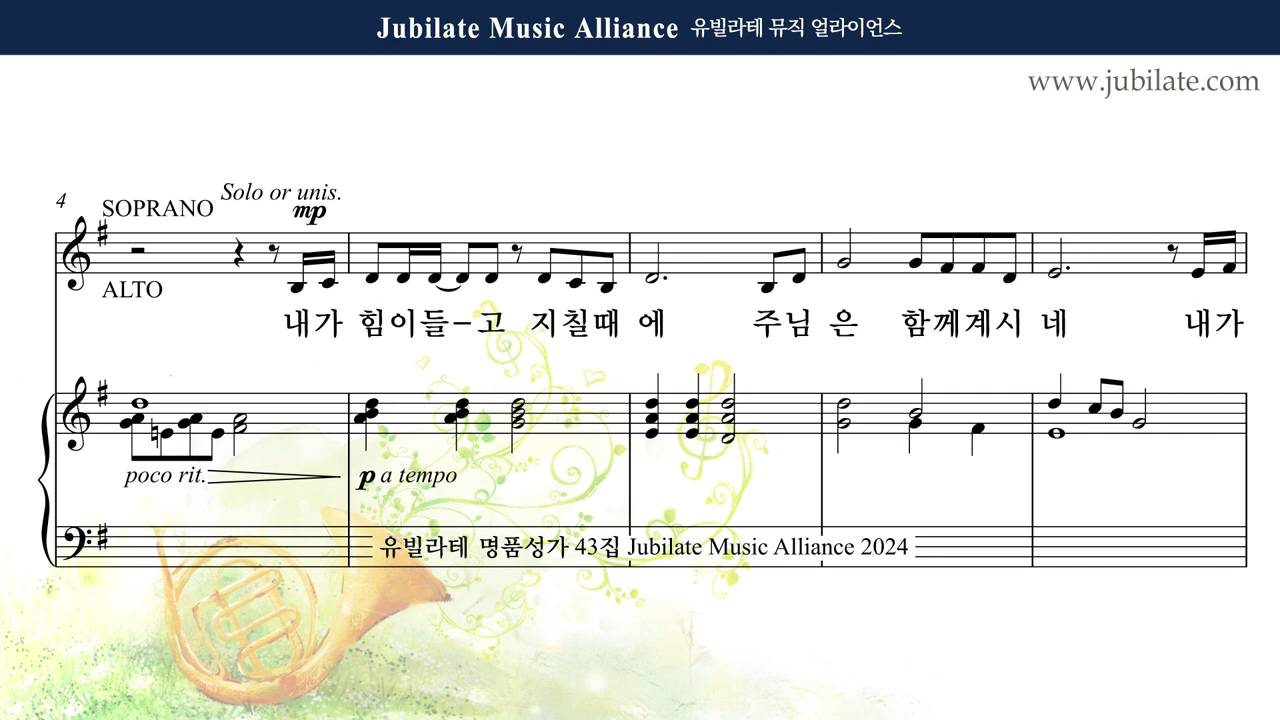 Jubilate Music Alliance 유빌라테 뮤직 얼라이언스
www.jubilate.com
4
SOPRANO
Solo or unis.
mp
ALTO
내가 힘이들-고 지칠때 에 주님 은 함께계시 네 내가
poco rit.
p a tempo
유빌라테 명품성가 43집 Jubilate Music Alliance 2024